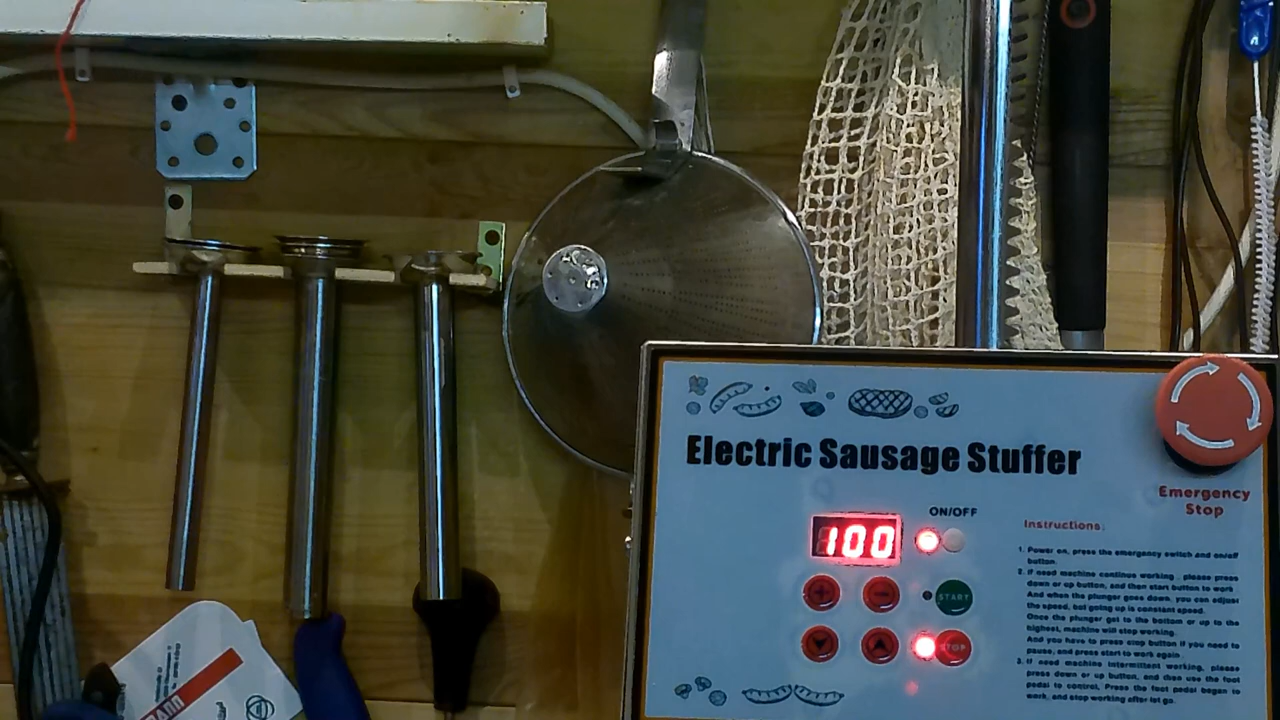 Electric Sausage Stuffer
Emergency
Stop
ON/OFF
100
START
STOP
Instructions:
1. Power on, press the emergency switch and on/off
button.
2. If need machine continue working , please press
down or up button, and then start button to work
And when the plunger goes down, you can adjust
the speed, but going up is constant speed.
Once the plunger get to the bottom or up to the
highest, machine will stop working.
And you have to press stop button if you need to
pause, and press start to work again
3. If need machine intermittent working, please
press down or up button, and then use the foot
pedal to control, Press the foot pedal began to
work, and stop working after let go.